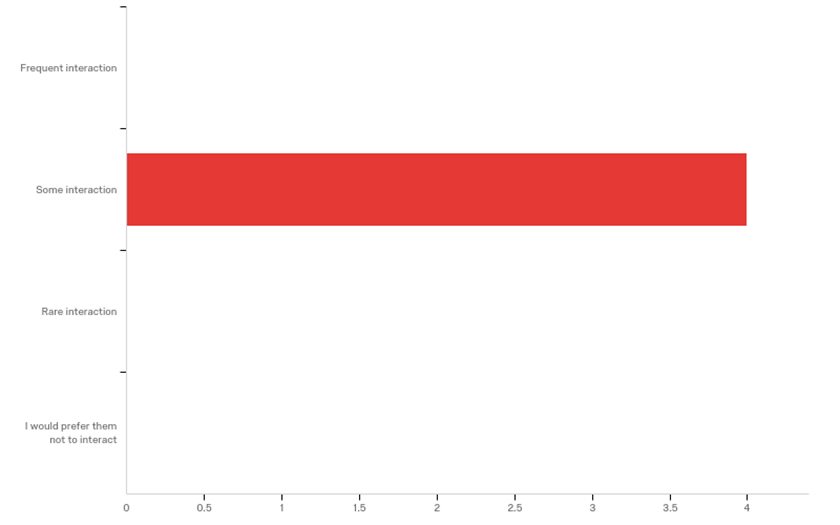 Frequent interaction
Some interaction
Rare interaction
I would prefer them
not to interact
0 0.5 1 1.5 2 2.5 3 3.5 4